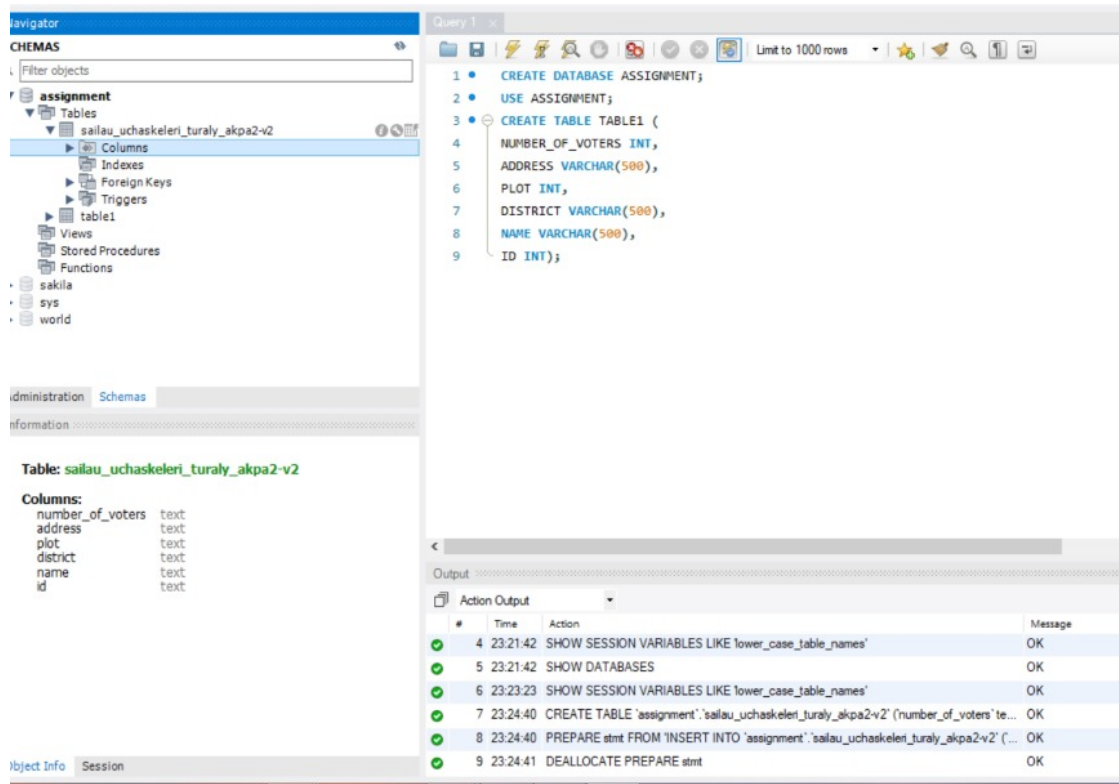 Navigator
SCHEMAS
Filter objects
assignment
Tables
sailau_uchaskeleri_turaly_akpa2-v2
Columns
Indexes
Foreign Keys
Triggers
table1
Views
Stored Procedures
Functions
sakila
sys
world
Administration Schemas
Information
Table: sailau_uchaskeleri_turaly_akpa2-v2
Columns:
number_of_voters text
address text
plot text
district text
name text
id text
Object Info Session
Query 1
Limit to 1000 rows
1 CREATE DATABASE ASSIGNMENT;
2 USE ASSIGNMENT;
3 CREATE TABLE TABLE1 (
4 NUMBER_OF_VOTERS INT,
5 ADDRESS VARCHAR(500),
6 PLOT INT,
7 DISTRICT VARCHAR(500),
8 NAME VARCHAR(500),
9 ID INT);
Output
Action Output
# Time Action Message
4 23:21:42 SHOW SESSION VARIABLES LIKE 'lower_case_table_names' OK
5 23:21:42 SHOW DATABASES OK
6 23:23:23 SHOW SESSION VARIABLES LIKE 'lower_case_table_names' OK
7 23:24:40 CREATE TABLE `assignment`.`sailau_uchaskeleri_turaly_akpa2-v2` (`number_of_voters` te... OK
8 23:24:40 PREPARE stmt FROM 'INSERT INTO `assignment`.`sailau_uchaskeleri_turaly_akpa2-v2` (`... OK
9 23:24:41 DEALLOCATE PREPARE stmt OK